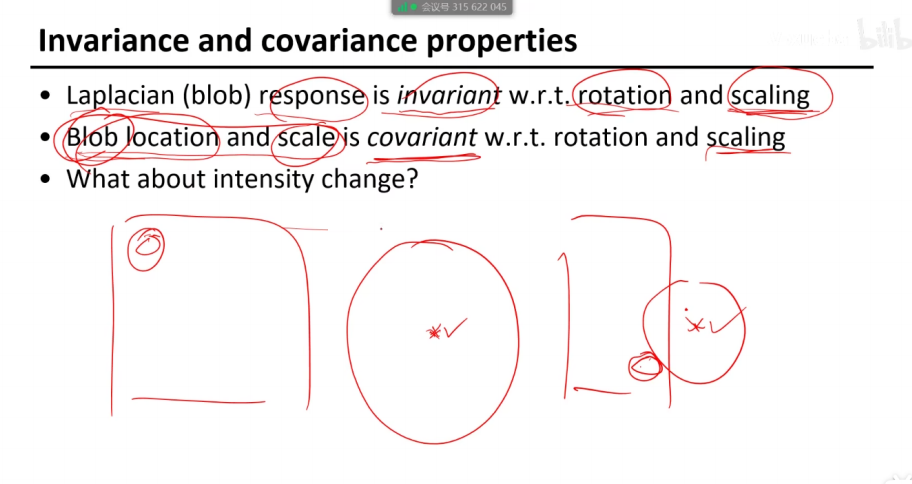 会议号 315 622 045
Invariance and covariance properties
bilib
• Laplacian (blob) response is invariant w.r.t. rotation and scaling
• Blob location and scale is covariant w.r.t. rotation and scaling
• What about intensity change?